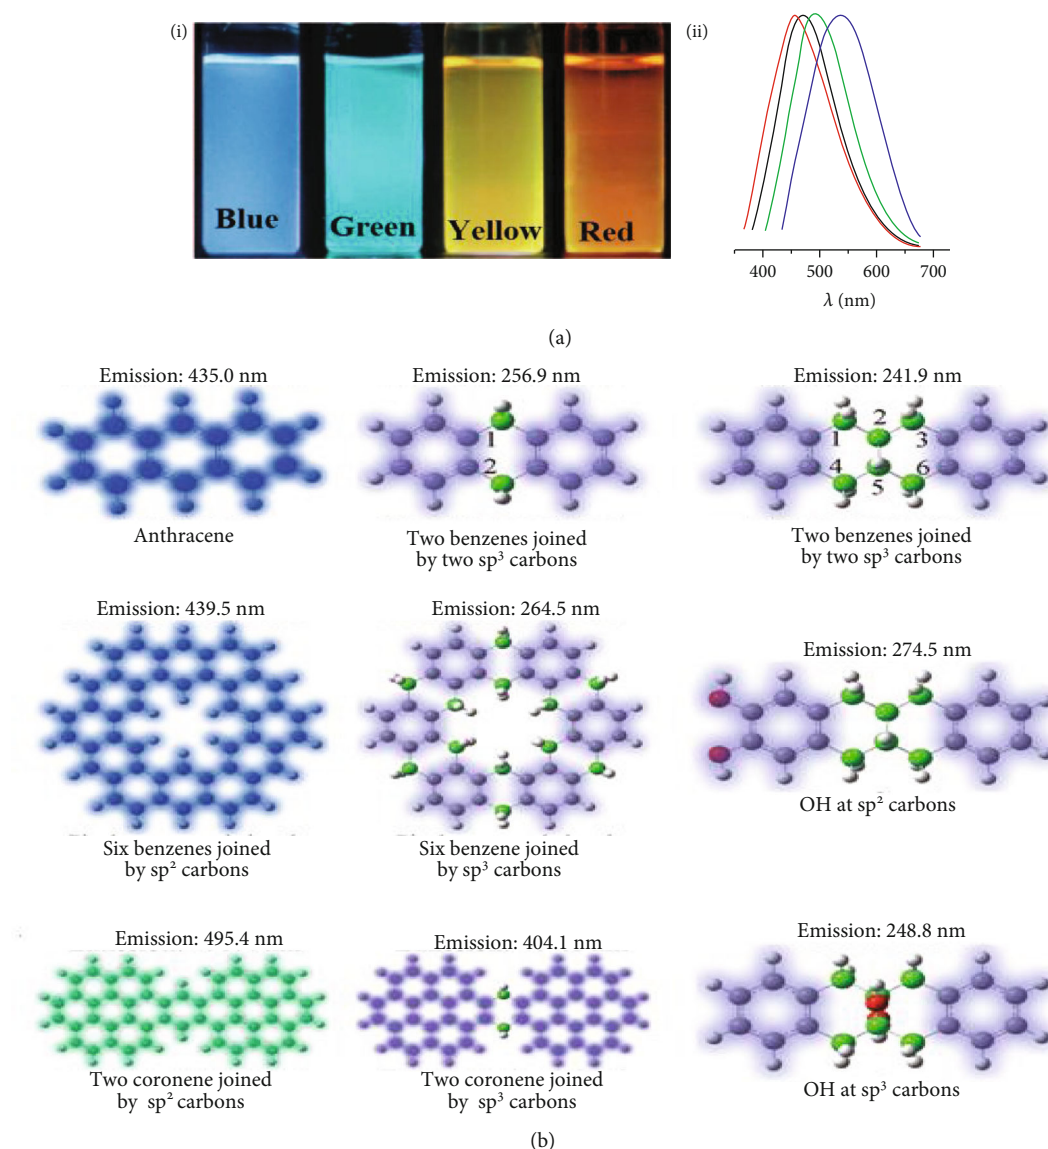 (i)
Blue
Green
Yellow
Red
(ii)
400 500 600 700
λ (nm)
(a)
Emission: 435.0 nm
Anthracene
Emission: 256.9 nm
1
2
Two benzenes joined
by two sp³ carbons
Emission: 241.9 nm
2
1 3
4 6
5
Two benzenes joined
by two sp³ carbons
Emission: 439.5 nm
Six benzenes joined
by sp² carbons
Emission: 264.5 nm
Six benzene joined
by sp³ carbons
Emission: 274.5 nm
OH at sp² carbons
Emission: 495.4 nm
Two coronene joined
by sp² carbons
Emission: 404.1 nm
Two coronene joined
by sp³ carbons
Emission: 248.8 nm
OH at sp³ carbons
(b)